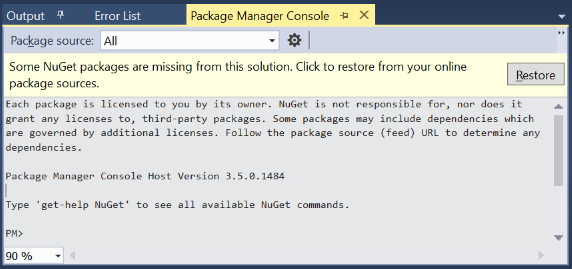 Output Error List Package Manager Console
Package source: All
Some NuGet packages are missing from this solution. Click to restore from your online
package sources.
Restore
Each package is licensed to you by its owner. NuGet is not responsible for, nor does it
grant any licenses to, third-party packages. Some packages may include dependencies which
are governed by additional licenses. Follow the package source (feed) URL to determine any
dependencies.
Package Manager Console Host Version 3.5.0.1484
Type 'get-help NuGet' to see all available NuGet commands.
PM>
90 %